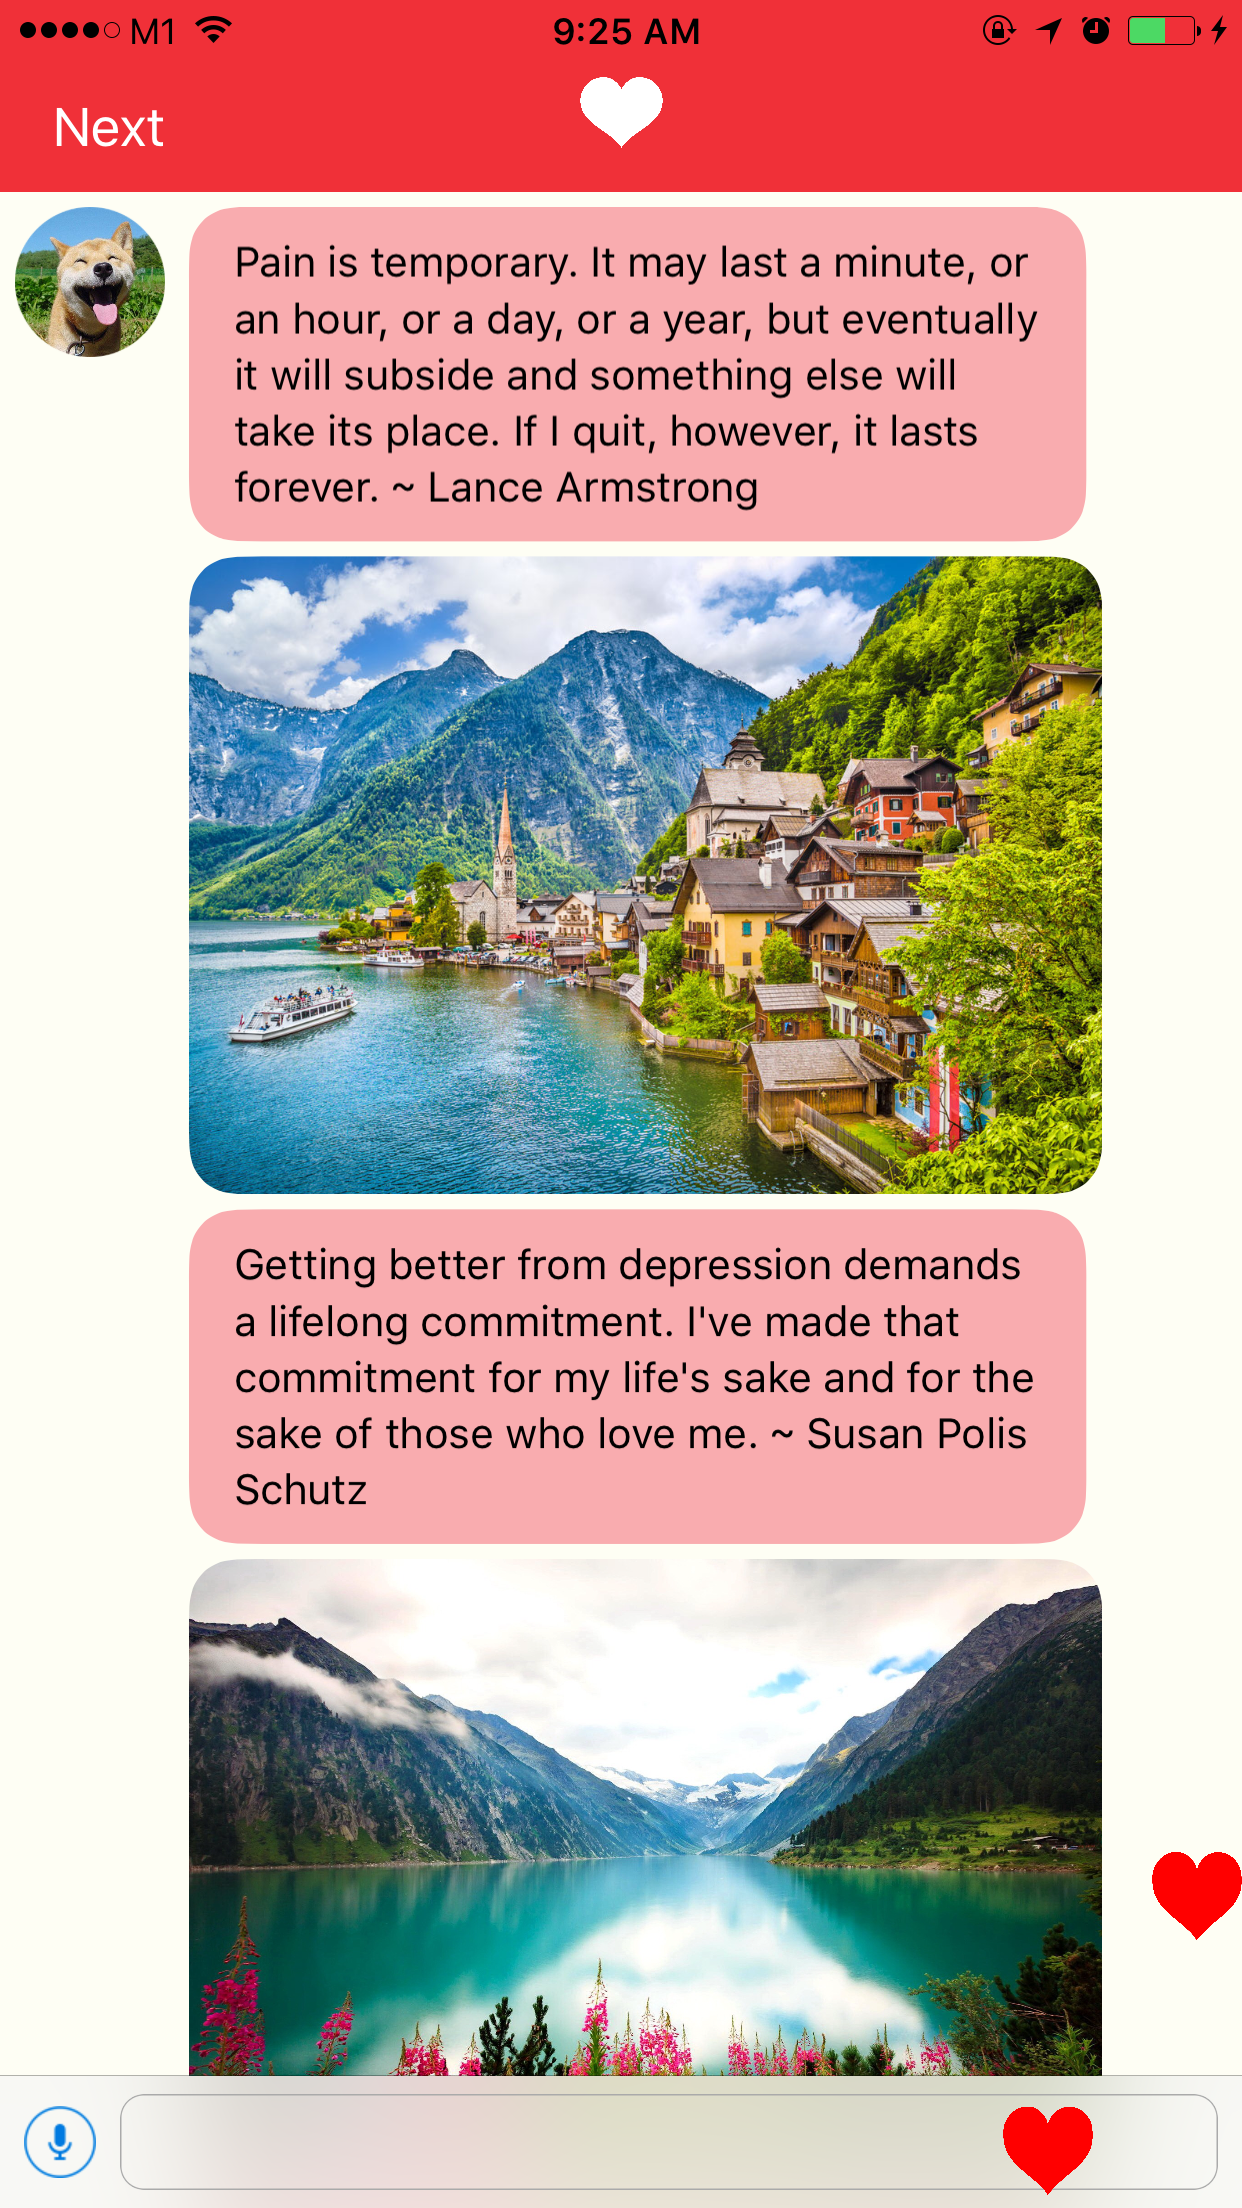 M1 9:25 AM
Next
Pain is temporary. It may last a minute, or
an hour, or a day, or a year, but eventually
it will subside and something else will
take its place. If I quit, however, it lasts
forever. ~ Lance Armstrong
Getting better from depression demands
a lifelong commitment. I've made that
commitment for my life's sake and for the
sake of those who love me. ~ Susan Polis
Schutz